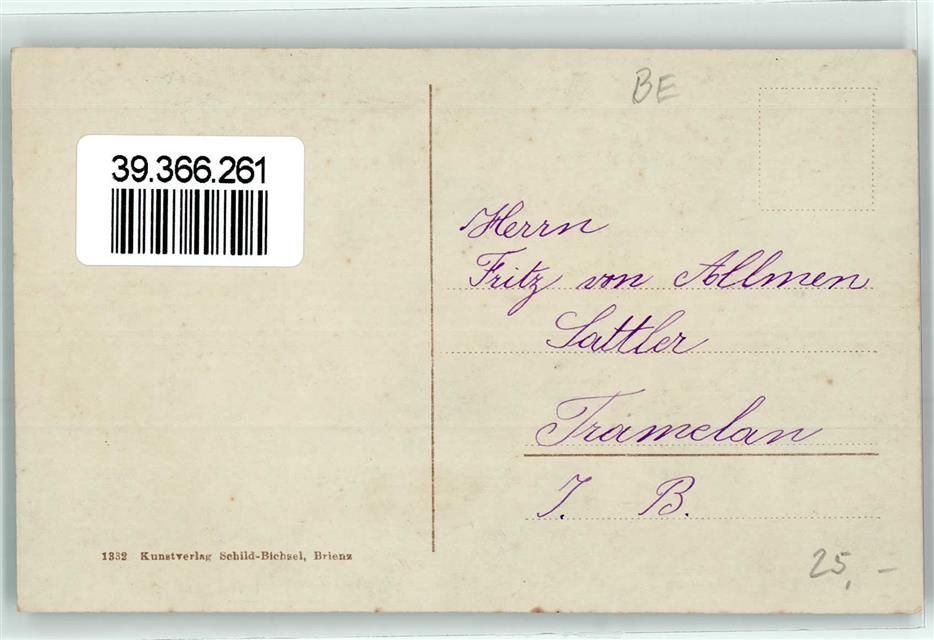 BE
39.366.261
Herrn
Fritz von Allmen
Sattler
Tramelan
J. B.
1332 Kunstverlag Schild-Bichsel, Brienz
25,–